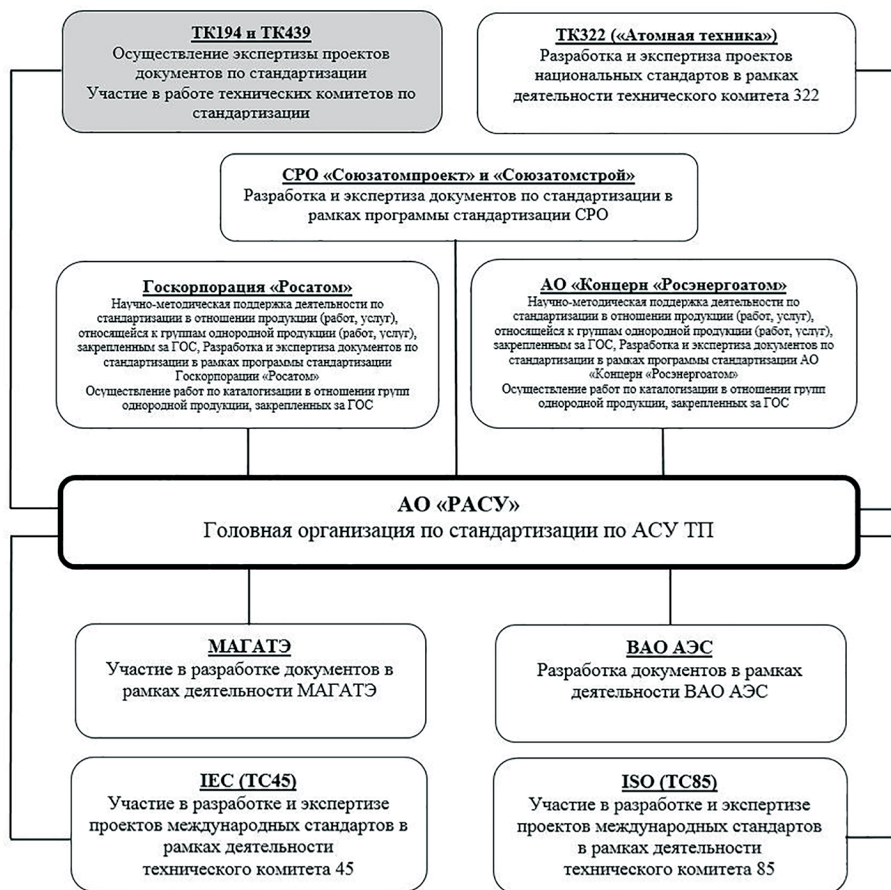 ТК194 и ТК439
Осуществление экспертизы проектов
документов по стандартизации
Участие в работе технических комитетов по
стандартизации
ТК322 («Атомная техника»)
Разработка и экспертиза проектов
национальных стандартов в рамках
деятельности технического комитета 322
СРО «Союзатомпроект» и «Союзатомстрой»
Разработка и экспертиза документов по стандартизации в
рамках программы стандартизации СРО
Госкорпорация «Росатом»
Научно-методическая поддержка деятельности по
стандартизации в отношении продукции (работ, услуг),
относящейся к группам однородной продукции (работ, услуг),
закрепленным за ГОС, Разработка и экспертиза документов по
стандартизации в рамках программы стандартизации
Госкорпорации «Росатом»
Осуществление работ по каталогизации в отношении групп
однородной продукции, закрепленных за ГОС
АО «Концерн «Росэнергоатом»
Научно-методическая поддержка деятельности по
стандартизации в отношении продукции (работ, услуг),
относящейся к группам однородной продукции (работ, услуг),
закрепленным за ГОС, Разработка и экспертиза документов по
стандартизации в рамках программы стандартизации АО
«Концерн «Росэнергоатом»
Осуществление работ по каталогизации в отношении групп
однородной продукции, закрепленных за ГОС
АО «РАСУ»
Головная организация по стандартизации по АСУ ТП
МАГАТЭ
Участие в разработке документов в
рамках деятельности МАГАТЭ
ВАО АЭС
Разработка документов в рамках
деятельности ВАО АЭС
IEC (TC45)
Участие в разработке и экспертизе
проектов международных стандартов в
рамках деятельности
технического комитета 45
ISO (TC85)
Участие в разработке и экспертизе
проектов международных стандартов
в рамках деятельности
технического комитета 85